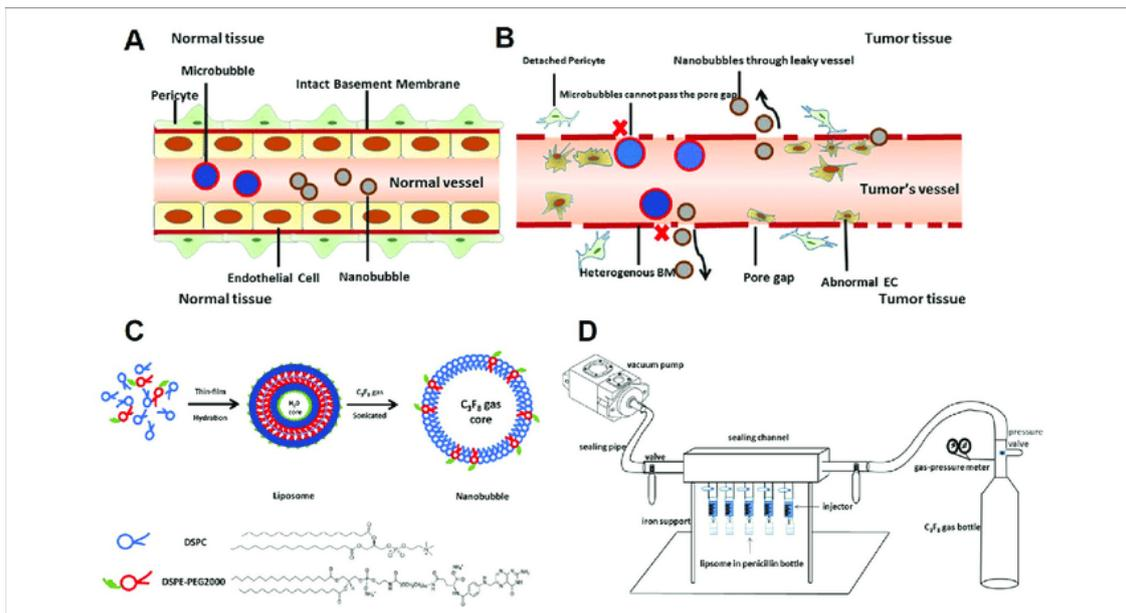 A
Normal tissue
Microbubble
Pericyte
Intact Basement Membrane
Normal vessel
Endothelial Cell
Nanobubble
Normal tissue
B
Tumor tissue
Detached Pericyte
Nanobubbles through leaky vessel
Microbubbles cannot pass the pore gap
Tumor's vessel
Heterogenous BM
Pore gap
Abnormal EC
Tumor tissue
C
Thin-film
Hydration
H₂O
core
C₃F₈ gas
Sonicated
C₃F₈ gas
core
Liposome
Nanobubble
DSPC
DSPE-PEG2000
D
vacuum pump
sealing pipe
valve
sealing channel
pressure
valve
gas-pressure meter
injector
iron support
C₃F₈ gas bottle
lipsome in penicillin bottle